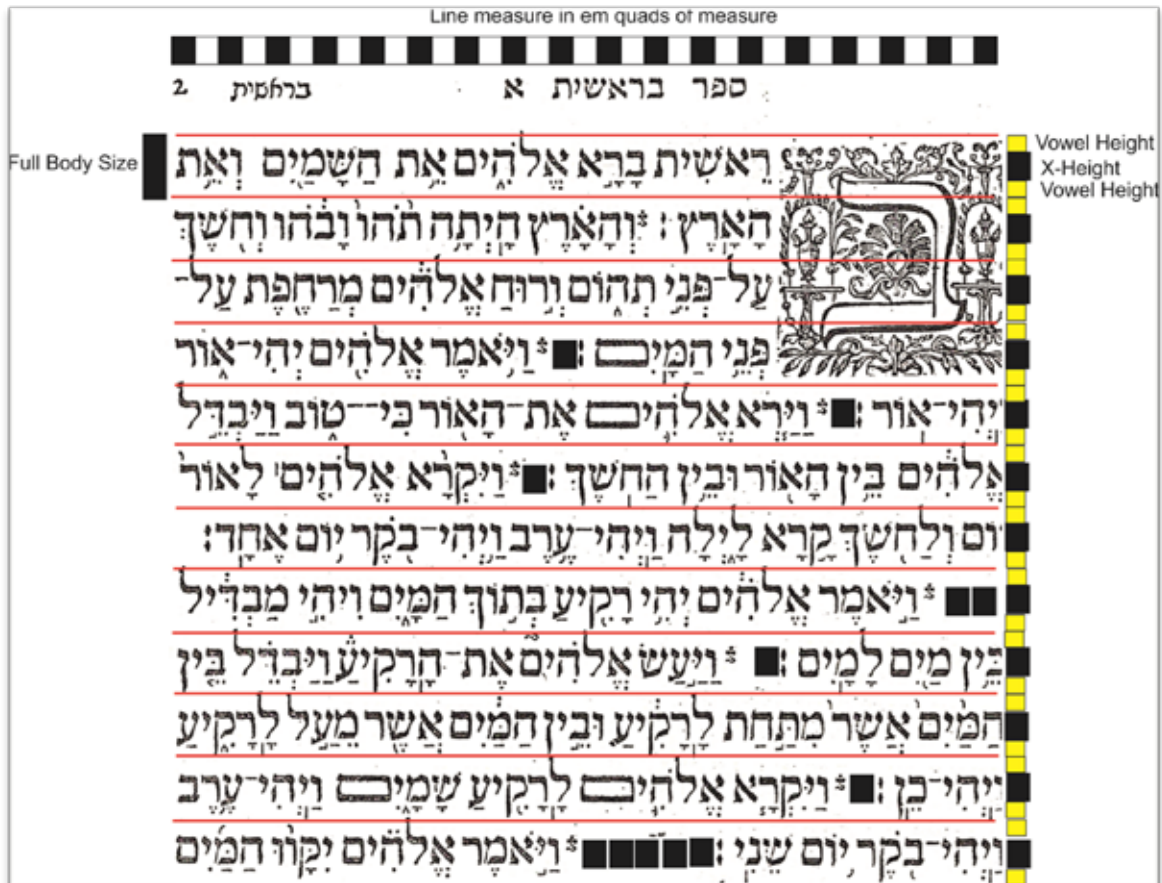 Line measure in em quads of measure
ספר בראשית א בראשית 2
Full Body Size
Vowel Height
X-Height
Vowel Height
בְּרֵאשִׁית בָּרָא אֱלֹהִים אֵת הַשָּׁמַיִם וְאֵת
הָאָרֶץ׃ וְהָאָרֶץ הָיְתָה תֹהוּ וָבֹהוּ וְחֹשֶׁךְ
עַל־פְּנֵי תְהוֹם וְרוּחַ אֱלֹהִים מְרַחֶפֶת עַל־
פְּנֵי הַמָּיִם׃ וַיֹּאמֶר אֱלֹהִים יְהִי־אוֹר
וַיְהִי־אוֹר׃ וַיַּרְא אֱלֹהִים אֶת־הָאוֹר כִּי־טוֹב וַיַּבְדֵּל
אֱלֹהִים בֵּין הָאוֹר וּבֵין הַחֹשֶׁךְ׃ וַיִּקְרָא אֱלֹהִים׀ לָאוֹר
יוֹם וְלַחֹשֶׁךְ קָרָא לָיְלָה וַיְהִי־עֶרֶב וַיְהִי־בֹקֶר יוֹם אֶחָד׃
וַיֹּאמֶר אֱלֹהִים יְהִי רָקִיעַ בְּתוֹךְ הַמָּיִם וִיהִי מַבְדִּיל
בֵּין מַיִם לָמָיִם׃ וַיַּעַשׂ אֱלֹהִים אֶת־הָרָקִיעַ וַיַּבְדֵּל בֵּין
הַמַּיִם אֲשֶׁר מִתַּחַת לָרָקִיעַ וּבֵין הַמַּיִם אֲשֶׁר מֵעַל לָרָקִיעַ
וַיְהִי־כֵן׃ וַיִּקְרָא אֱלֹהִים לָרָקִיעַ שָׁמָיִם וַיְהִי־עֶרֶב
וַיְהִי־בֹקֶר יוֹם שֵׁנִי׃ וַיֹּאמֶר אֱלֹהִים יִקָּווּ הַמַּיִם